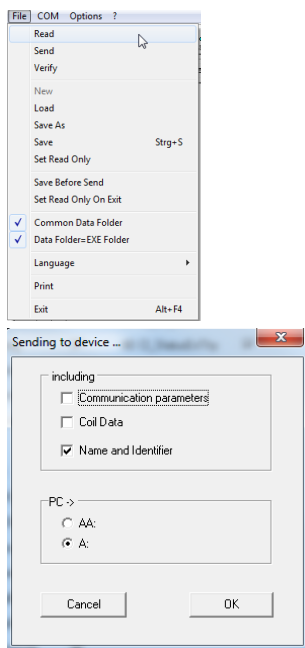 File COM Options ?
Read
Send
Verify
New
Load
Save As
Save Strg+S
Set Read Only
Save Before Send
Set Read Only On Exit
Common Data Folder
Data Folder=EXE Folder
Language
Print
Exit Alt+F4
Sending to device ...
including
Communication parameters
Coil Data
Name and Identifier
PC ->
AA:
A:
Cancel OK